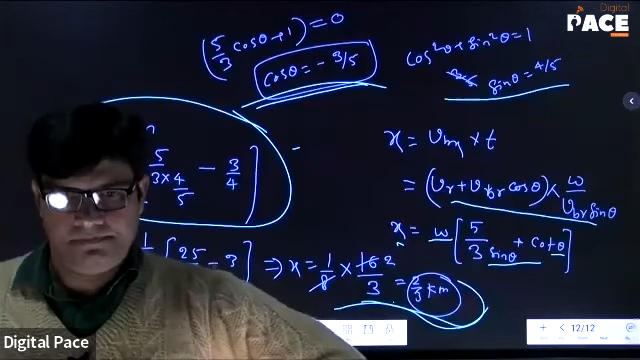 Digital
PACE
(5/3 cosθ + 1) = 0
cosθ = - 3/5
cos²θ + sin²θ = 1
sinθ = 4/5
5/(3 × 4/5) - 3/4]
x = v_bx × t
= (v_r + v_br cosθ) × w/(v_br sinθ)
x = w [5/(3 sinθ) + cotθ]
[25 - 3] ⇒ x = 1/8 × 16 2/3 = 2/3 km
Digital Pace
12/12